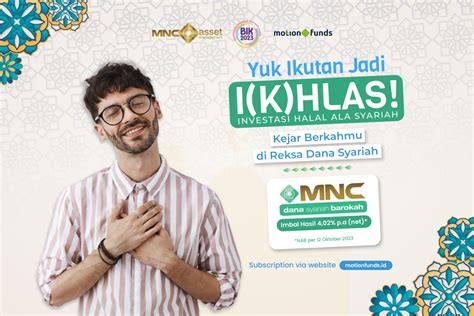 MNC asset management BIK 2023 motion funds
Yuk Ikutan Jadi
I(K)HLAS!
INVESTASI HALAL ALA SYARIAH
Kejar Berkahmu
di Reksa Dana Syariah
MNC
dana syariah barokah
Imbal Hasil 4,02% p.a (net)*
*NAB per 12 Oktober 2023
Subscription via website motionfunds.id